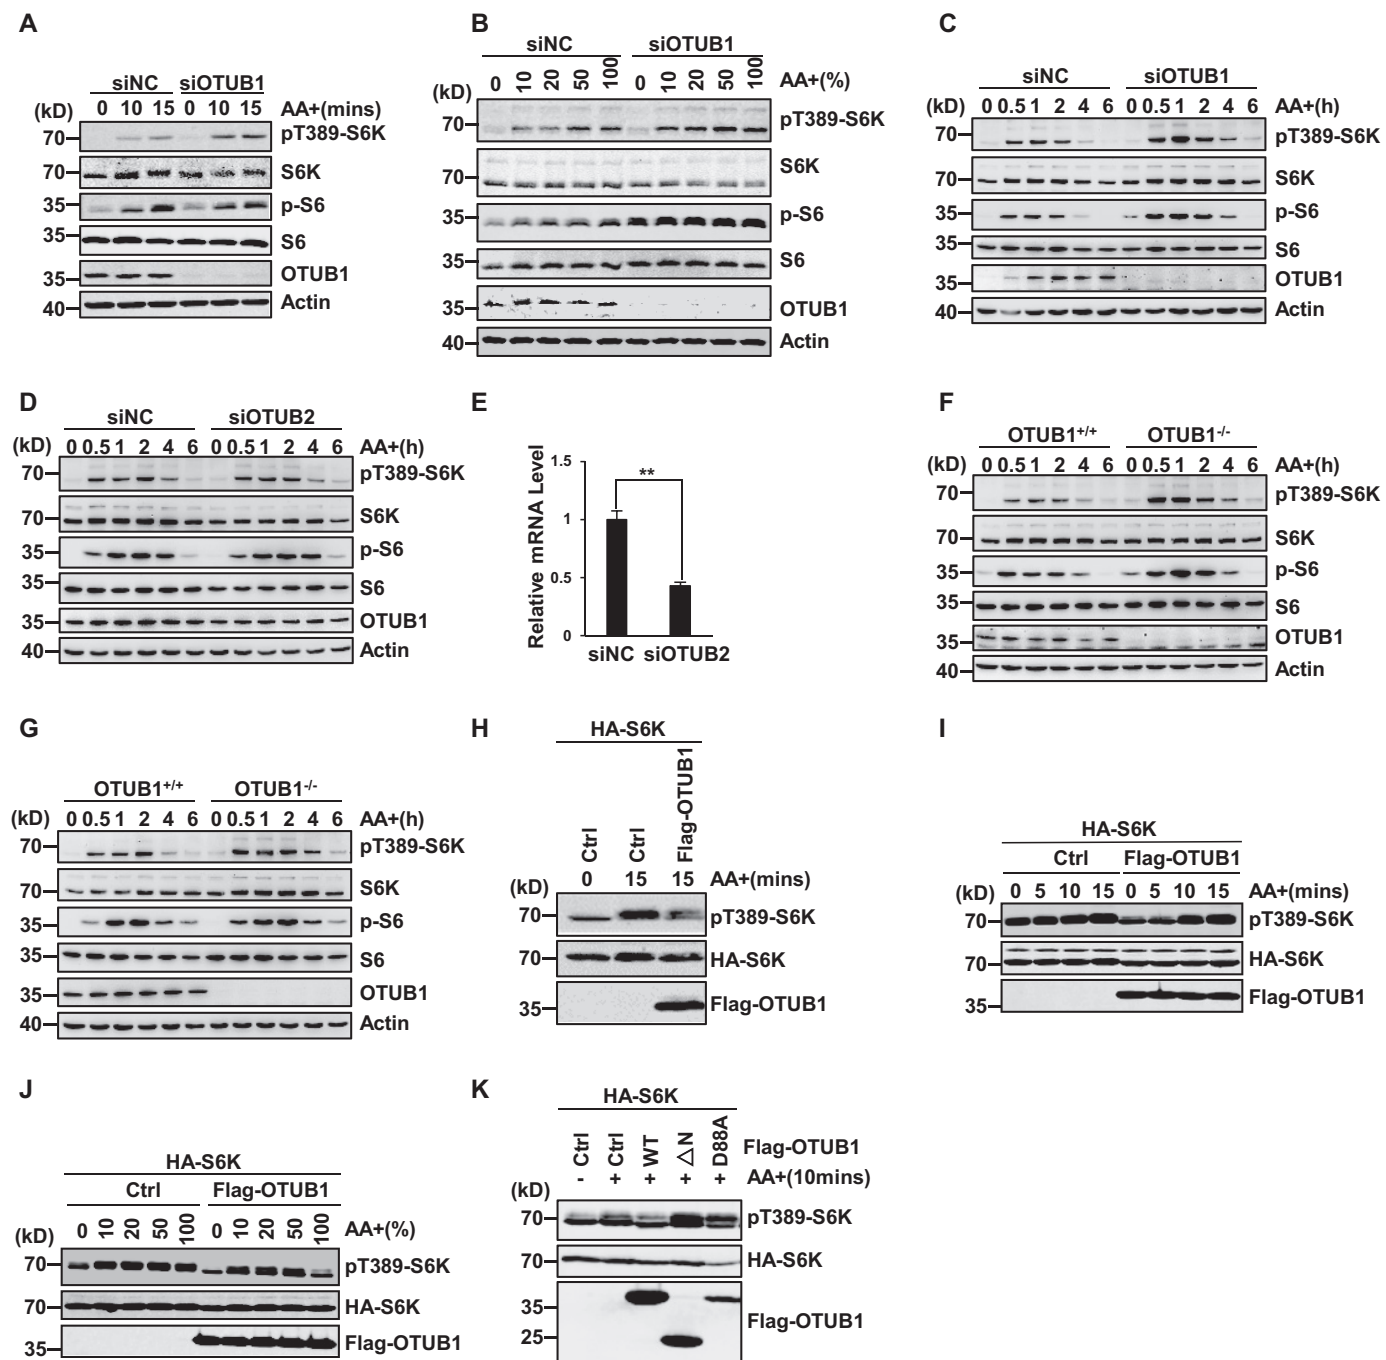 A
siNC siOTUB1
(kD) 0 10 15 0 10 15 AA+(mins)
70 pT389-S6K
70 S6K
35 p-S6
35 S6
35 OTUB1
40 Actin
B
siNC siOTUB1
(kD) 0 10 20 50 100 0 10 20 50 100 AA+(%)
70 pT389-S6K
70 S6K
35 p-S6
35 S6
35 OTUB1
40 Actin
C
siNC siOTUB1
(kD) 0 0.5 1 2 4 6 0 0.5 1 2 4 6 AA+(h)
70 pT389-S6K
70 S6K
35 p-S6
35 S6
35 OTUB1
40 Actin
D
siNC siOTUB2
(kD) 0 0.5 1 2 4 6 0 0.5 1 2 4 6 AA+(h)
70 pT389-S6K
70 S6K
35 p-S6
35 S6
35 OTUB1
40 Actin
E
Relative mRNA Level
1.5
**
1
0.5
0
siNC siOTUB2
F
OTUB1+/+ OTUB1-/-
(kD) 0 0.5 1 2 4 6 0 0.5 1 2 4 6 AA+(h)
70 pT389-S6K
70 S6K
35 p-S6
35 S6
35 OTUB1
40 Actin
G
OTUB1+/+ OTUB1-/-
(kD) 0 0.5 1 2 4 6 0 0.5 1 2 4 6 AA+(h)
70 pT389-S6K
70 S6K
35 p-S6
35 S6
35 OTUB1
40 Actin
H
HA-S6K
Ctrl Ctrl Flag-OTUB1
(kD) 0 15 15 AA+(mins)
70 pT389-S6K
70 HA-S6K
35 Flag-OTUB1
I
HA-S6K
Ctrl Flag-OTUB1
(kD) 0 5 10 15 0 5 10 15 AA+(mins)
70 pT389-S6K
70 HA-S6K
35 Flag-OTUB1
J
HA-S6K
Ctrl Flag-OTUB1
(kD) 0 10 20 50 100 0 10 20 50 100 AA+(%)
70 pT389-S6K
70 HA-S6K
35 Flag-OTUB1
K
HA-S6K
Ctrl Ctrl WT △N D88A Flag-OTUB1
- + + + + AA+(10mins)
(kD)
70 pT389-S6K
70 HA-S6K
35 Flag-OTUB1
25